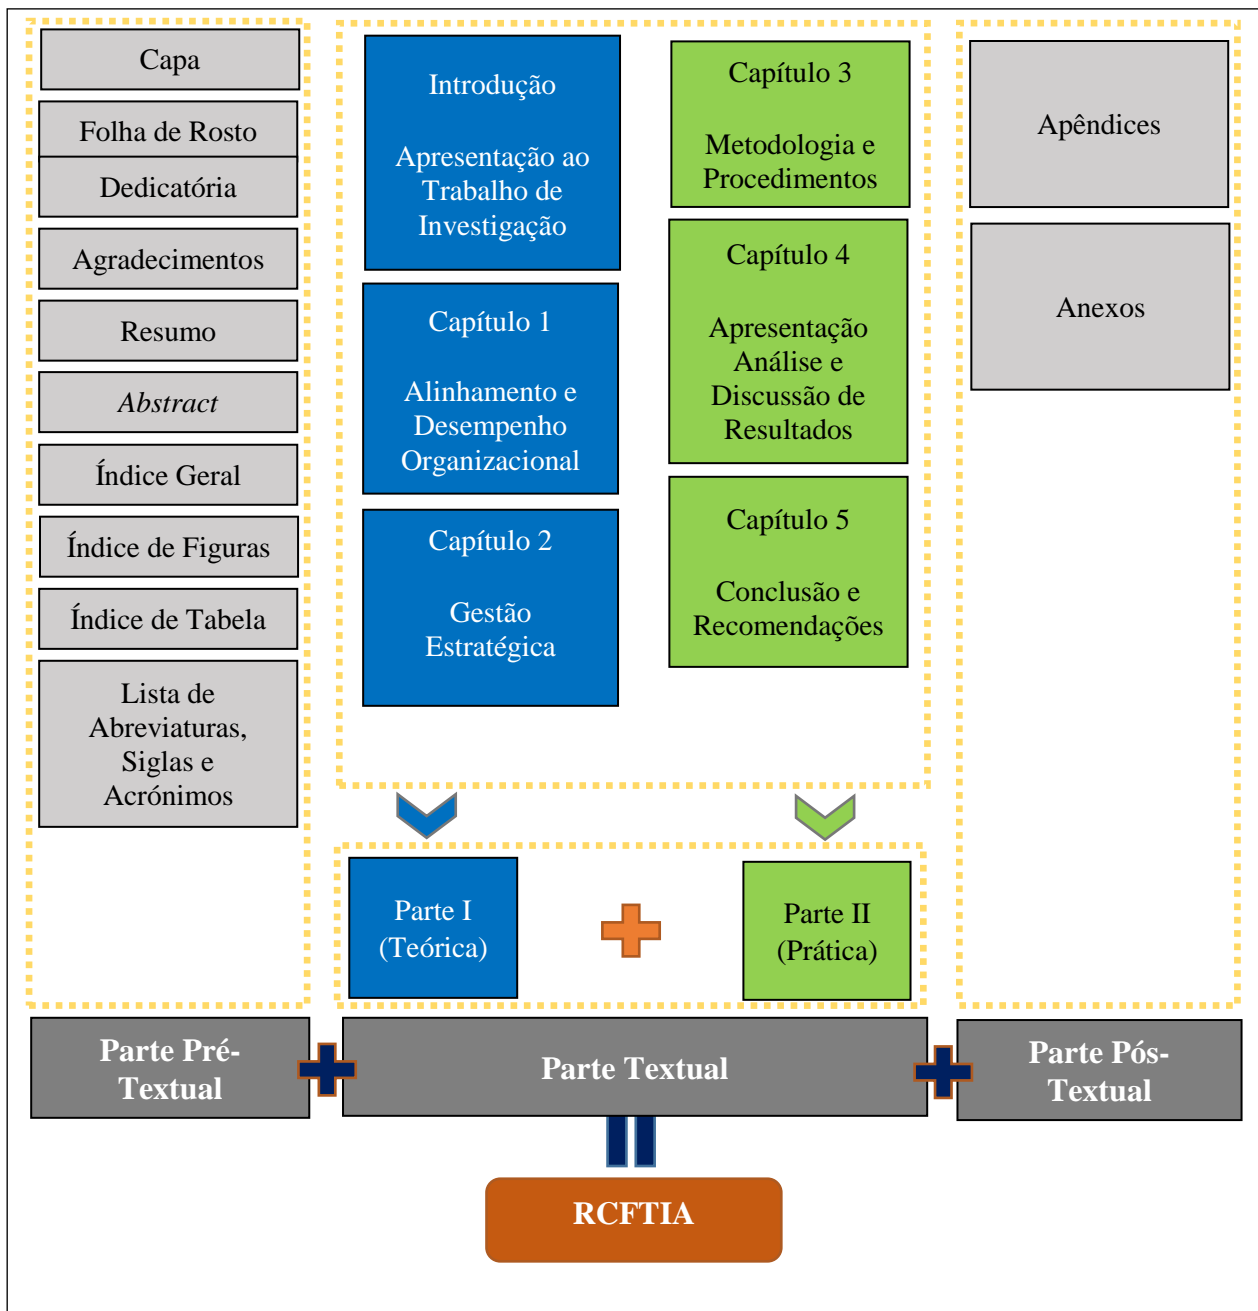 Capa
Folha de Rosto
Dedicatória
Agradecimentos
Resumo
Abstract
Índice Geral
Índice de Figuras
Índice de Tabela
Lista de
Abreviaturas,
Siglas e
Acrónimos
Introdução
Apresentação ao
Trabalho de
Investigação
Capítulo 1
Alinhamento e
Desempenho
Organizacional
Capítulo 2
Gestão
Estratégica
Capítulo 3
Metodologia e
Procedimentos
Capítulo 4
Apresentação
Análise e
Discussão de
Resultados
Capítulo 5
Conclusão e
Recomendações
Apêndices
Anexos
Parte I
(Teórica)
Parte II
(Prática)
Parte Pré-
Textual
Parte Textual
Parte Pós-
Textual
RCFTIA